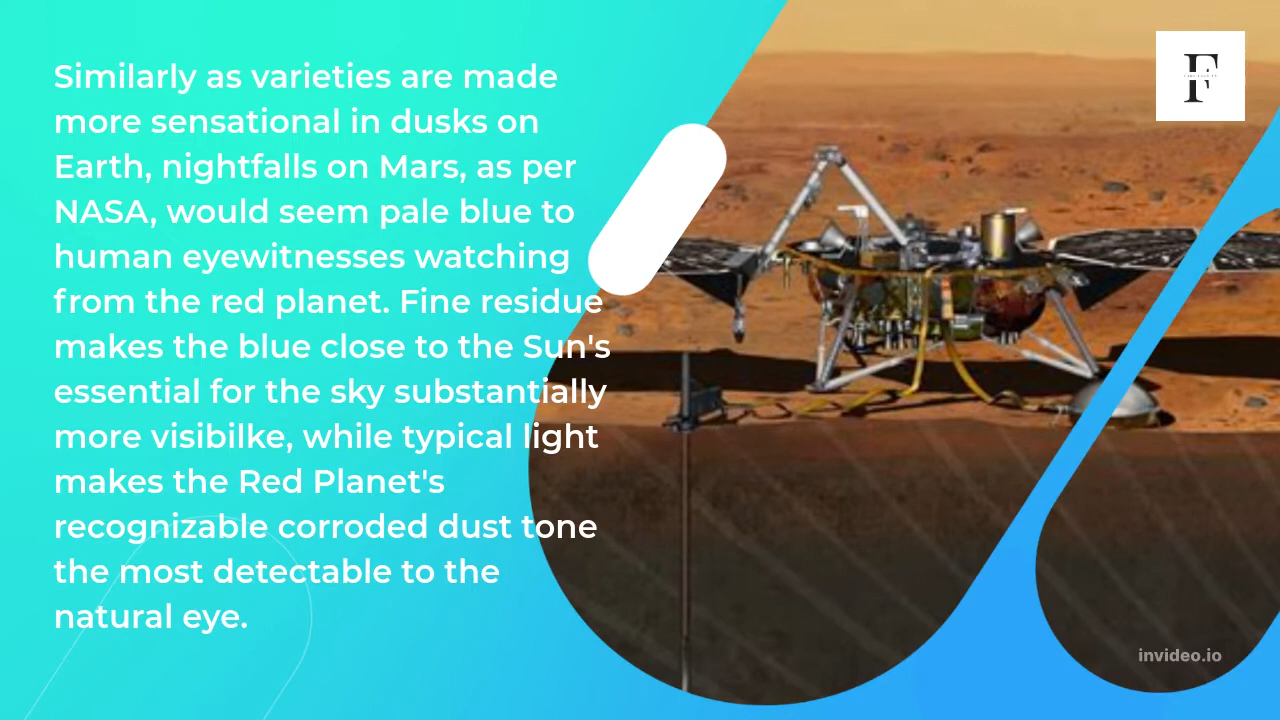 Similarly as varieties are made
more sensational in dusks on
Earth, nightfalls on Mars, as per
NASA, would seem pale blue to
human eyewitnesses watching
from the red planet. Fine residue
makes the blue close to the Sun's
essential for the sky substantially
more visibilke, while typical light
makes the Red Planet's
recognizable corroded dust tone
the most detectable to the
natural eye.
F
invideo.io